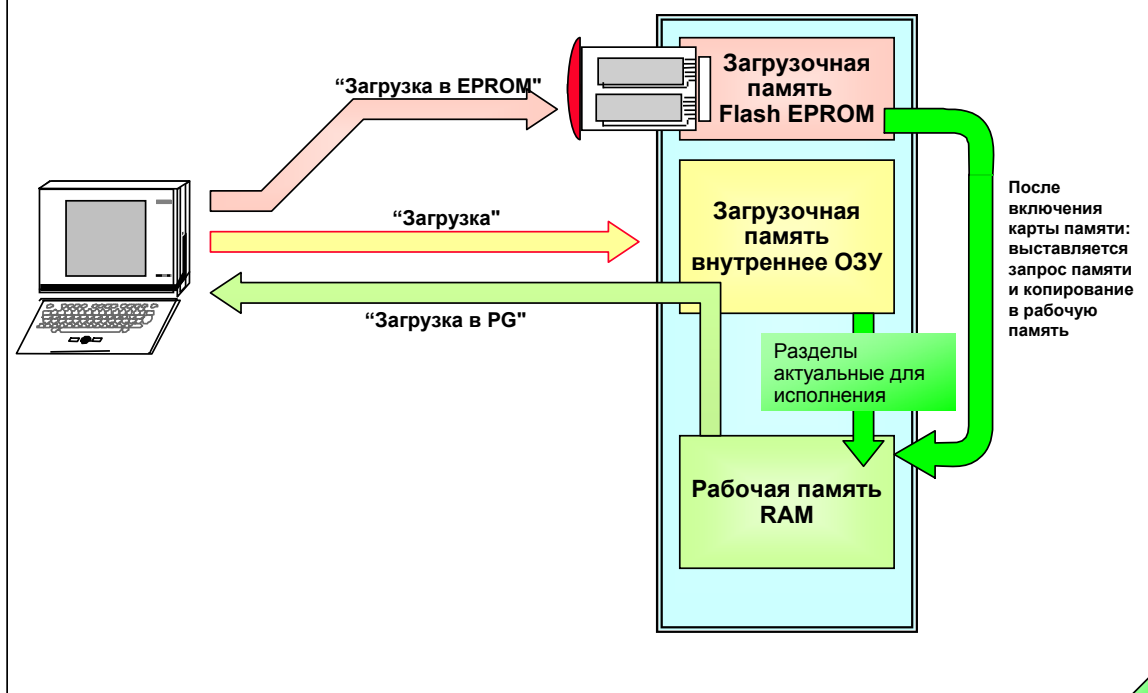 “Загрузка в EPROM"
Загрузочная
память
Flash EPROM
“Загрузка"
Загрузочная
память
внутреннее ОЗУ
После
включения
карты памяти:
выставляется
запрос памяти
и копирование
в рабочую
память
“Загрузка в PG"
Разделы
актуальные для
исполнения
Рабочая память
RAM